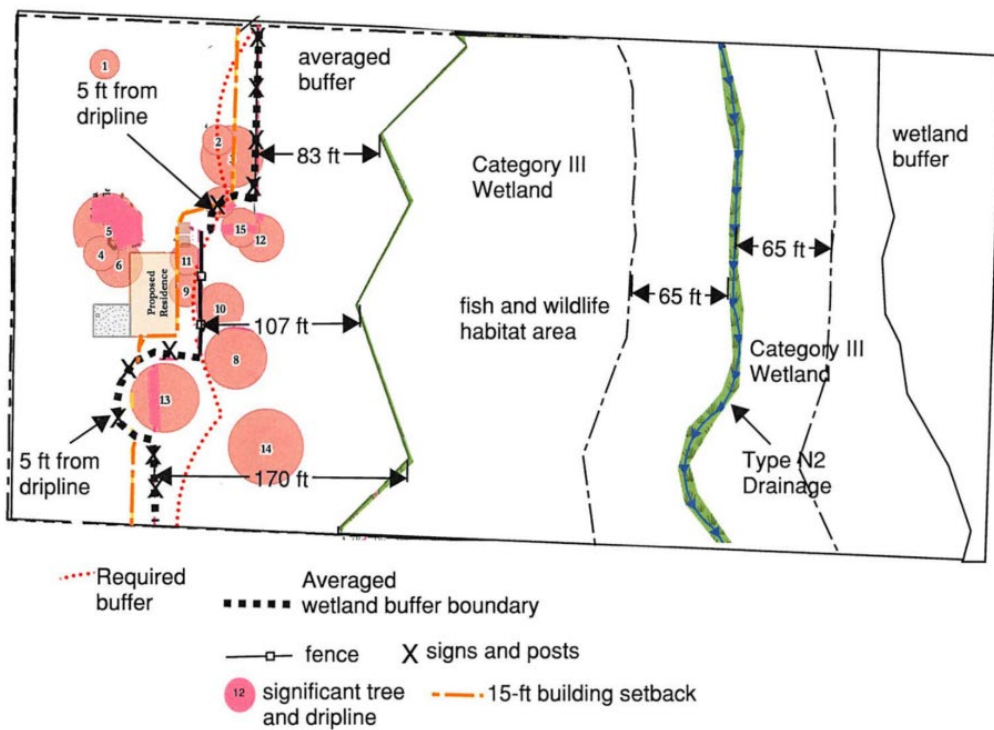 1
5 ft from
dripline
averaged
buffer
2
3
83 ft
Category III
Wetland
wetland
buffer
5
4
6
15
12
11
9
10
Proposed
Residence
65 ft
65 ft
fish and wildlife
habitat area
107 ft
8
Category III
Wetland
13
14
5 ft from
dripline
170 ft
Type N2
Drainage
Required
buffer
Averaged
wetland buffer boundary
fence
X signs and posts
12
significant tree
and dripline
15-ft building setback